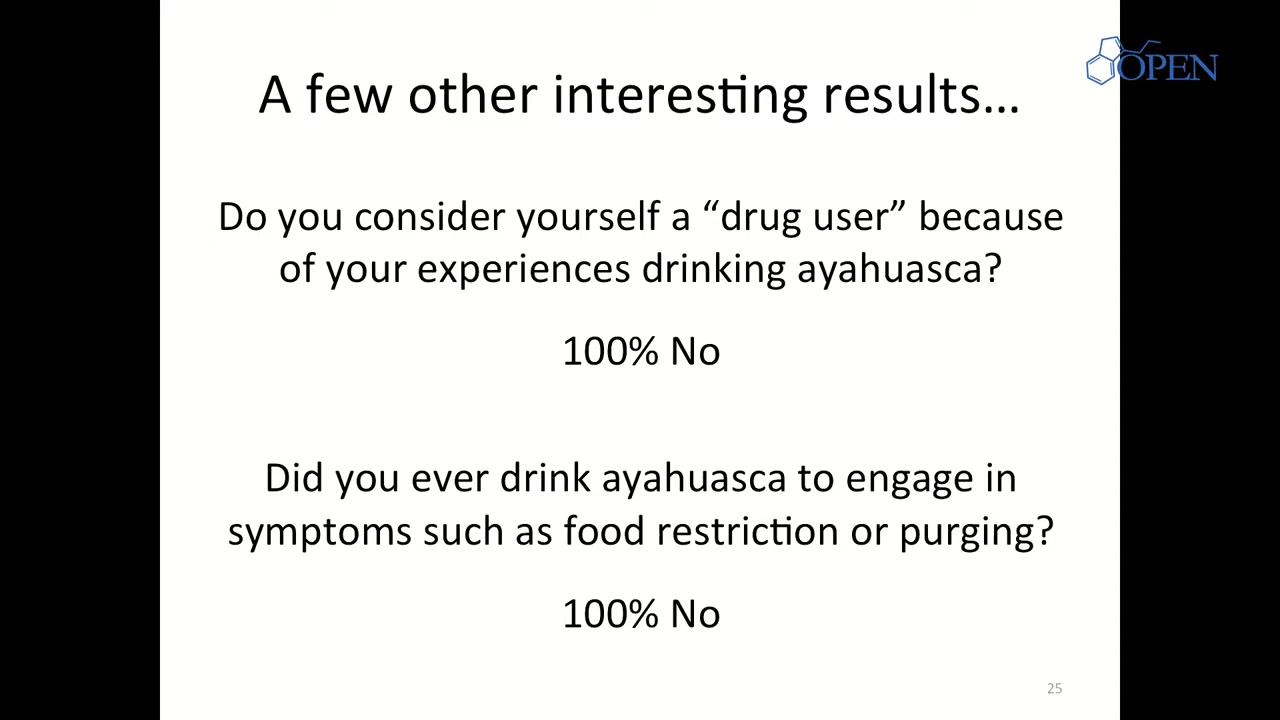 OPEN
A few other interesting results…
Do you consider yourself a “drug user” because
of your experiences drinking ayahuasca?
100% No
Did you ever drink ayahuasca to engage in
symptoms such as food restriction or purging?
100% No
25